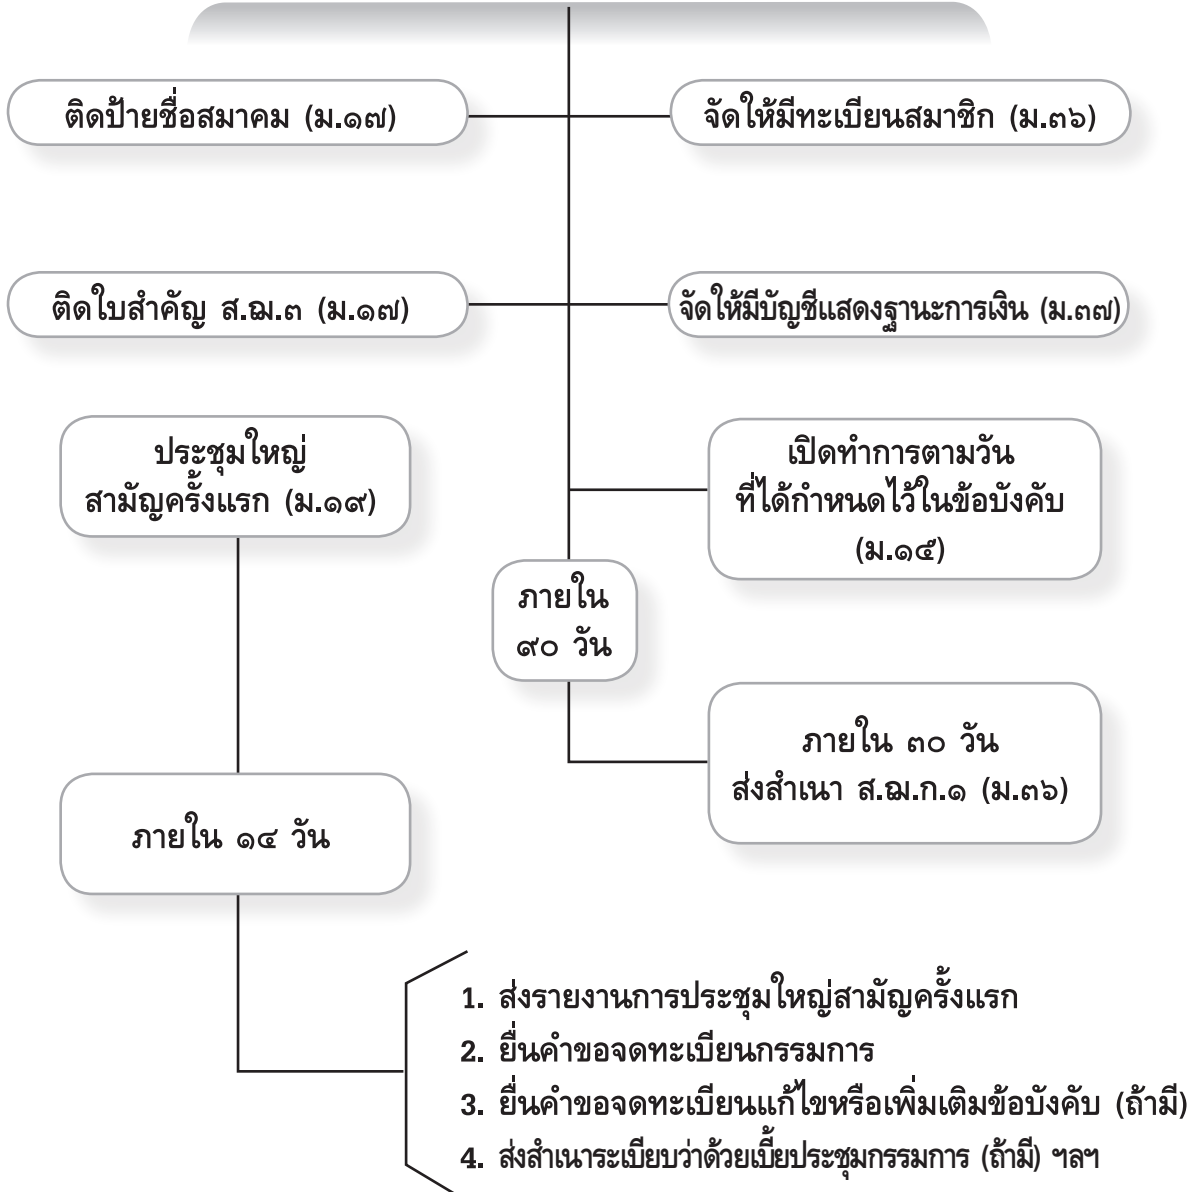 ติดป้ายชื่อสมาคม (ม.๑๗)
จัดให้มีทะเบียนสมาชิก (ม.๓๖)
ติดใบสำคัญ ส.ฌ.๓ (ม.๑๗)
จัดให้มีบัญชีแสดงฐานะการเงิน (ม.๓๗)
ประชุมใหญ่
สามัญครั้งแรก (ม.๑๙)
เปิดทำการตามวัน
ที่ได้กำหนดไว้ในข้อบังคับ
(ม.๑๕)
ภายใน
๙๐ วัน
ภายใน ๓๐ วัน
ส่งสำเนา ส.ฌ.ก.๑ (ม.๓๖)
ภายใน ๑๔ วัน
1. ส่งรายงานการประชุมใหญ่สามัญครั้งแรก
2. ยื่นคำขอจดทะเบียนกรรมการ
3. ยื่นคำขอจดทะเบียนแก้ไขหรือเพิ่มเติมข้อบังคับ (ถ้ามี)
4. ส่งสำเนาระเบียบว่าด้วยเบี้ยประชุมกรรมการ (ถ้ามี) ฯลฯ